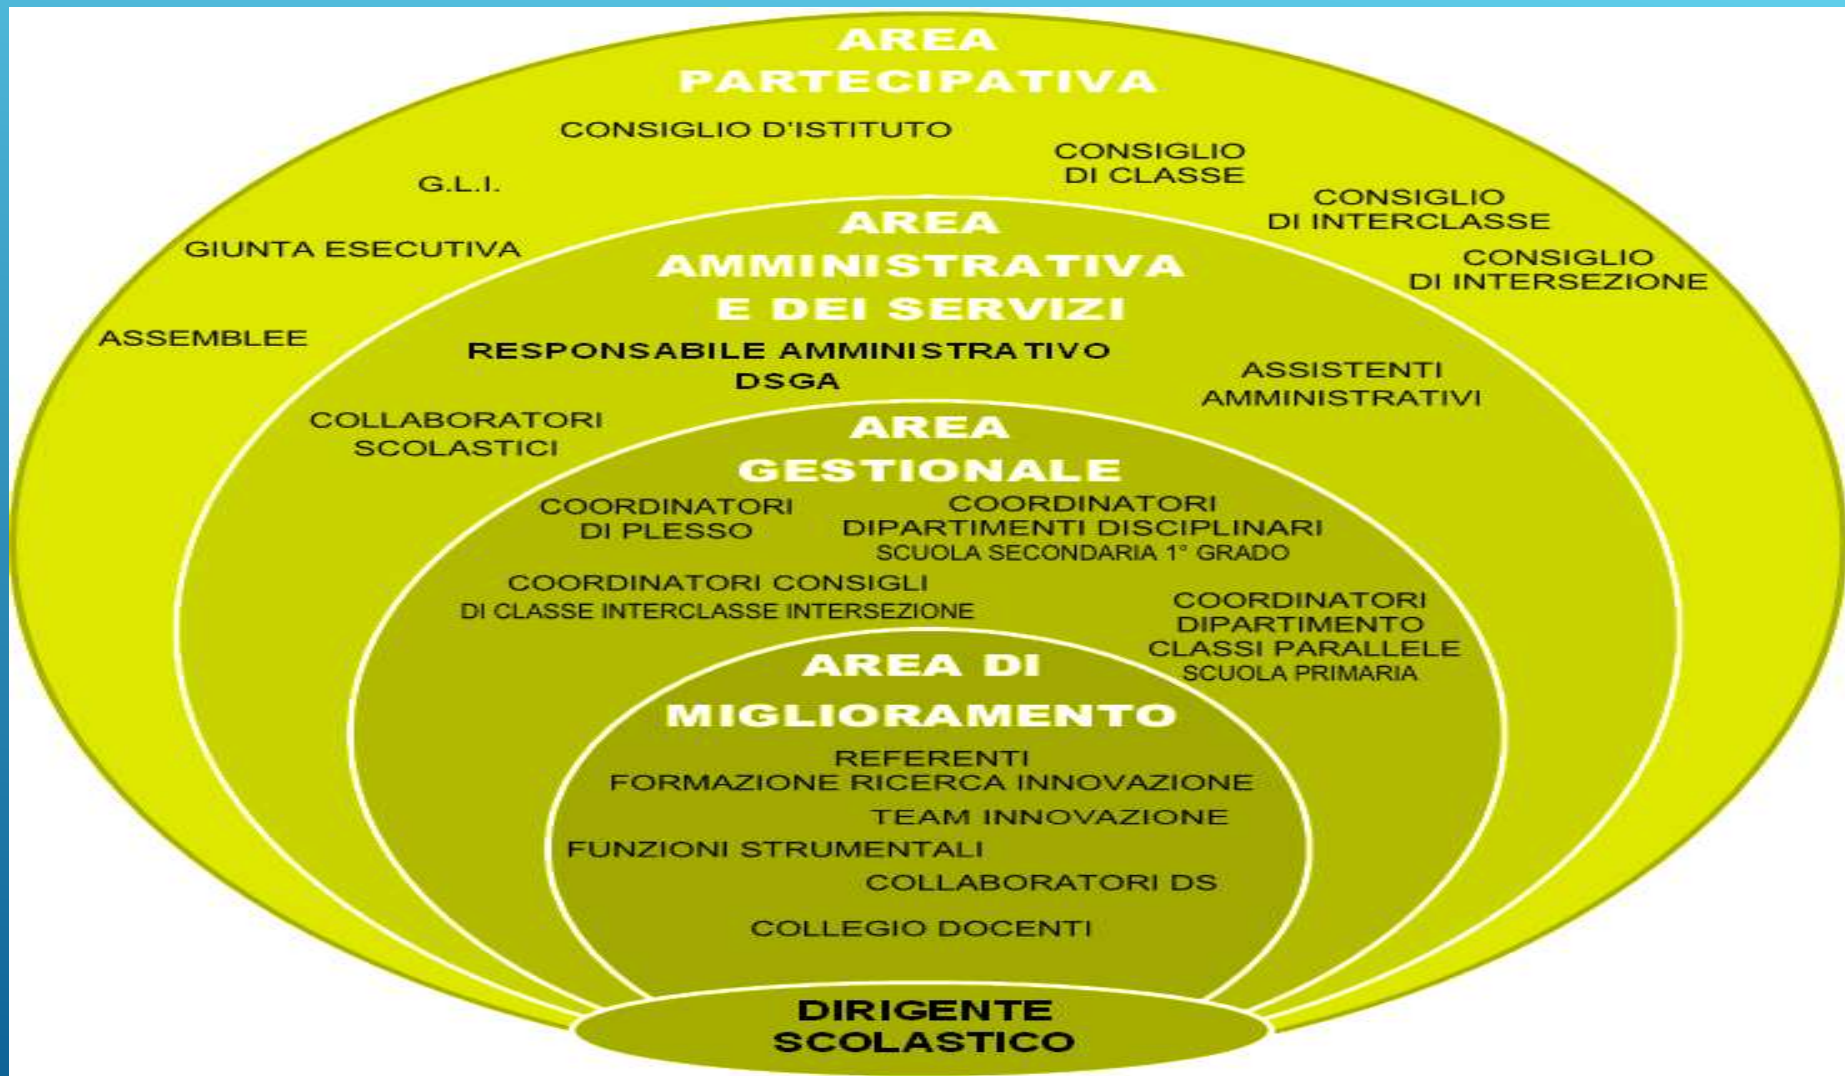 AREA
PARTECIPATIVA
CONSIGLIO D'ISTITUTO
CONSIGLIO
DI CLASSE
G.L.I.
CONSIGLIO
DI INTERCLASSE
GIUNTA ESECUTIVA
CONSIGLIO
DI INTERSEZIONE
ASSEMBLEE
AREA
AMMINISTRATIVA
E DEI SERVIZI
RESPONSABILE AMMINISTRATIVO
DSGA
ASSISTENTI
AMMINISTRATIVI
COLLABORATORI
SCOLASTICI
AREA
GESTIONALE
COORDINATORI
DI PLESSO
COORDINATORI
DIPARTIMENTI DISCIPLINARI
SCUOLA SECONDARIA 1° GRADO
COORDINATORI CONSIGLI
DI CLASSE INTERCLASSE INTERSEZIONE
COORDINATORI
DIPARTIMENTO
CLASSI PARALLELE
SCUOLA PRIMARIA
AREA DI
MIGLIORAMENTO
REFERENTI
FORMAZIONE RICERCA INNOVAZIONE
TEAM INNOVAZIONE
FUNZIONI STRUMENTALI
COLLABORATORI DS
COLLEGIO DOCENTI
DIRIGENTE
SCOLASTICO